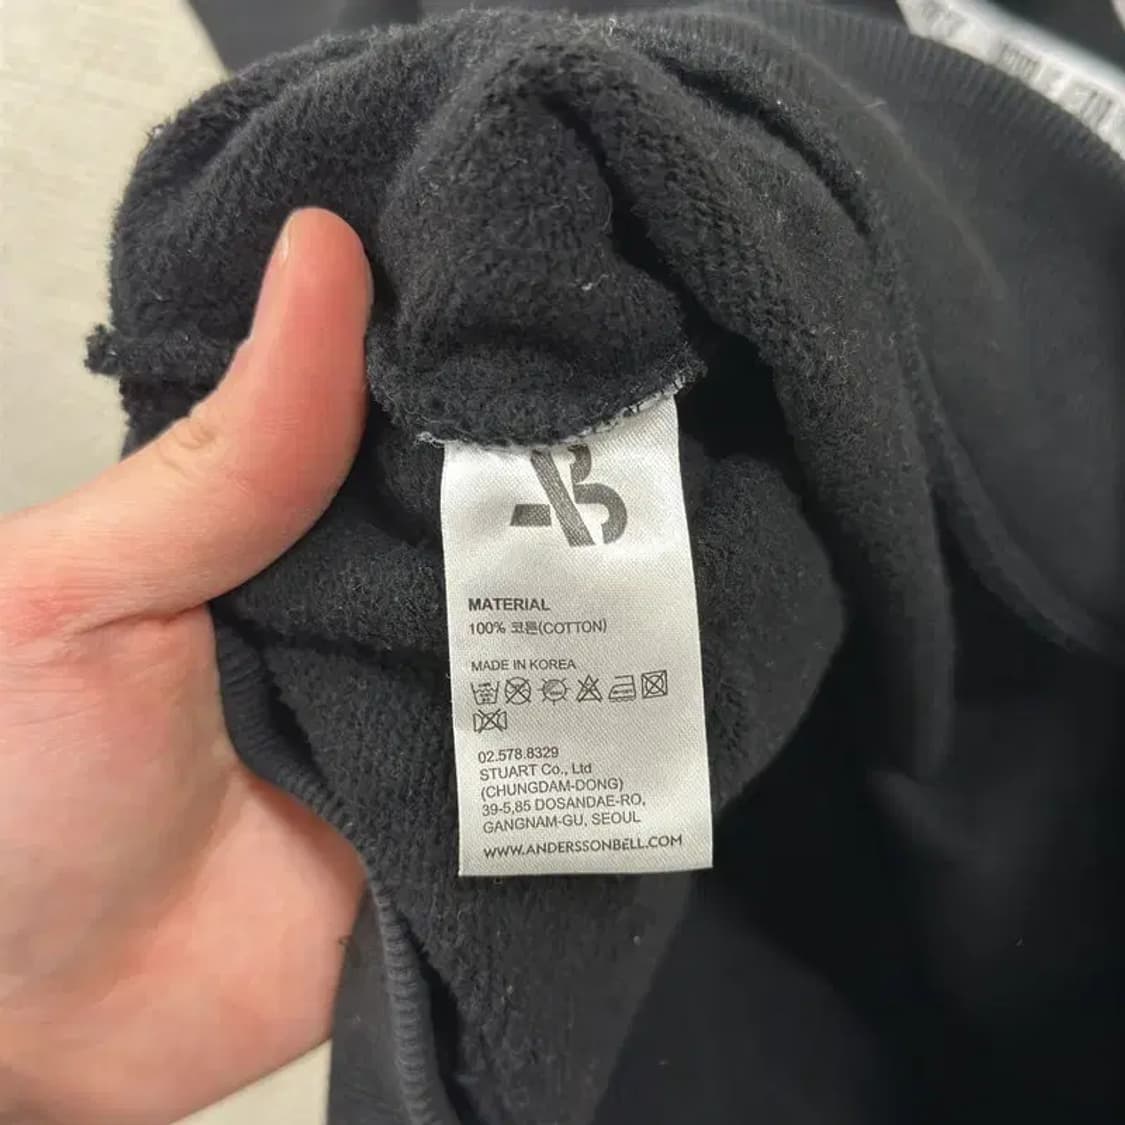 MATERIAL
100% 코튼(COTTON)
MADE IN KOREA
02.578.8329
STUART Co., Ltd
(CHUNGDAM-DONG)
39-5,85 DOSANDAE-RO,
GANGNAM-GU, SEOUL
WWW.ANDERSSONBELL.COM